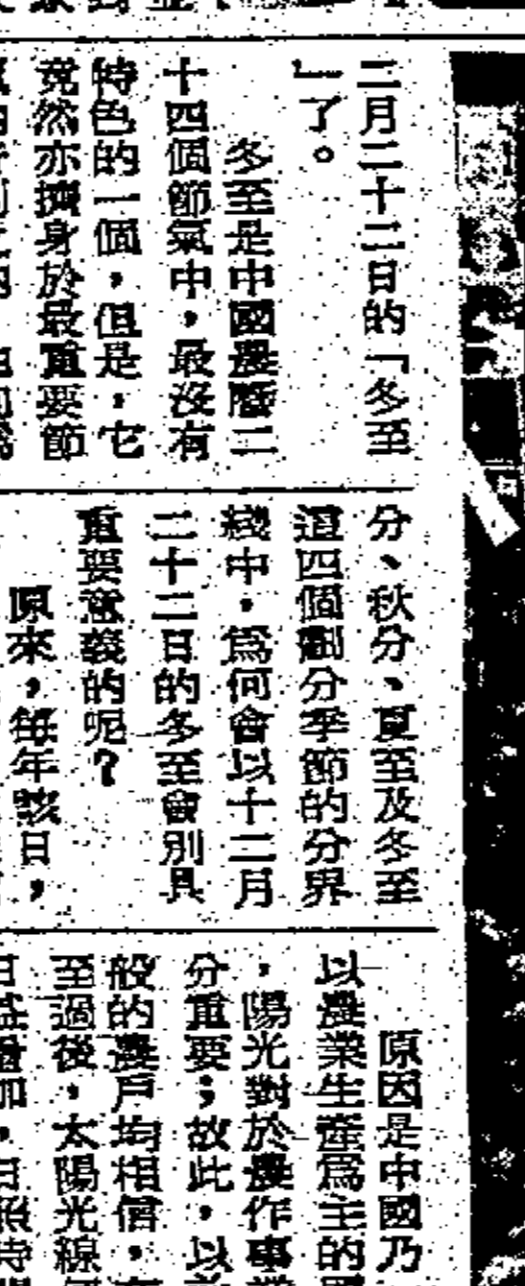 二月二十二日的「冬至
」了。
冬至是中國農曆二
十四個節氣中，最沒有
特色的一個，但是，它
竟然亦擠身於最重要節
分、秋分、夏至及冬至
這四個劃分季節的分界
綫中，爲何會以十二月
二十二日的冬至會別具
重要意義的呢？
原來，每年該日，
原因是中國乃
以農業生產爲主的
，陽光對於農作事
分重要；故此，以
般的農戶均相信，
至過後，太陽光線